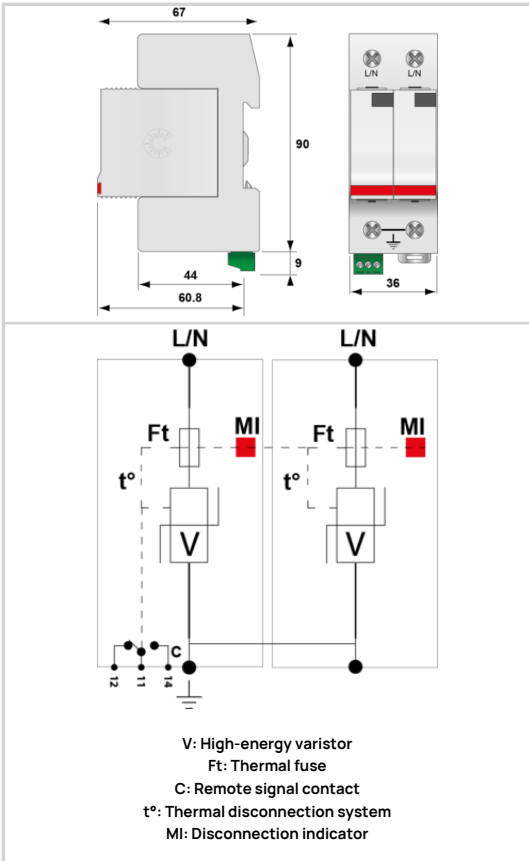 67
L/N L/N
90
9
44
60.8
36
L/N L/N
Ft MI Ft MI
t° t°
V V
C
12 11 14
V: High-energy varistor
Ft: Thermal fuse
C: Remote signal contact
t°: Thermal disconnection system
MI: Disconnection indicator